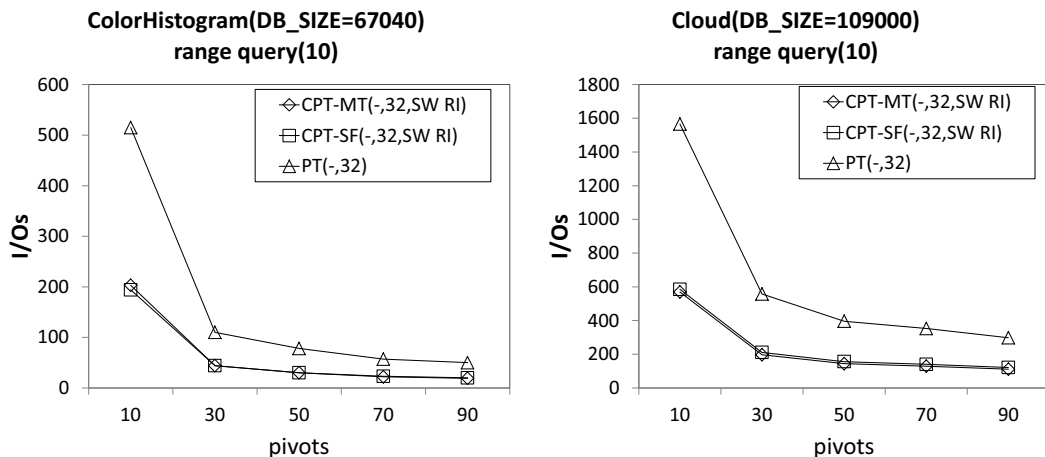 ColorHistogram(DB_SIZE=67040)
range query(10)
600
500
400
300
200
100
0
I/Os
CPT-MT(-,32,SW RI)
CPT-SF(-,32,SW RI)
PT(-,32)
10 30 50 70 90
pivots
Cloud(DB_SIZE=109000)
range query(10)
1800
1600
1400
1200
1000
800
600
400
200
0
I/Os
CPT-MT(-,32,SW RI)
CPT-SF(-,32,SW RI)
PT(-,32)
10 30 50 70 90
pivots